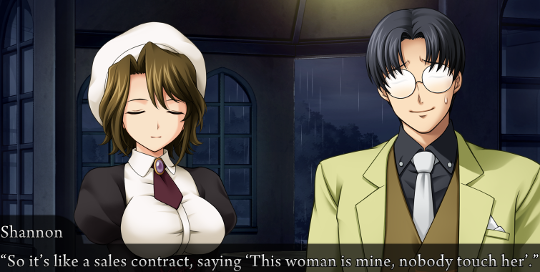 Shannon
“So it’s like a sales contract, saying ‘This woman is mine, nobody touch her’.”